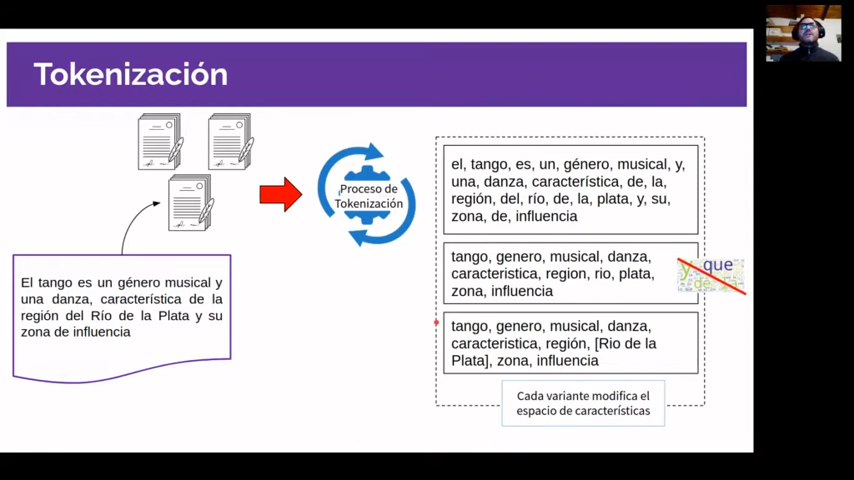 Tokenización
El tango es un género musical y
una danza, característica de la
región del Río de la Plata y su
zona de influencia
Proceso de
Tokenización
el, tango, es, un, género, musical, y,
una, danza, característica, de, la,
región, del, río, de, la, plata, y, su,
zona, de, influencia
tango, genero, musical, danza,
caracteristica, region, rio, plata,
zona, influencia
y que
de
tango, genero, musical, danza,
caracteristica, región, [Rio de la
Plata], zona, influencia
Cada variante modifica el
espacio de características